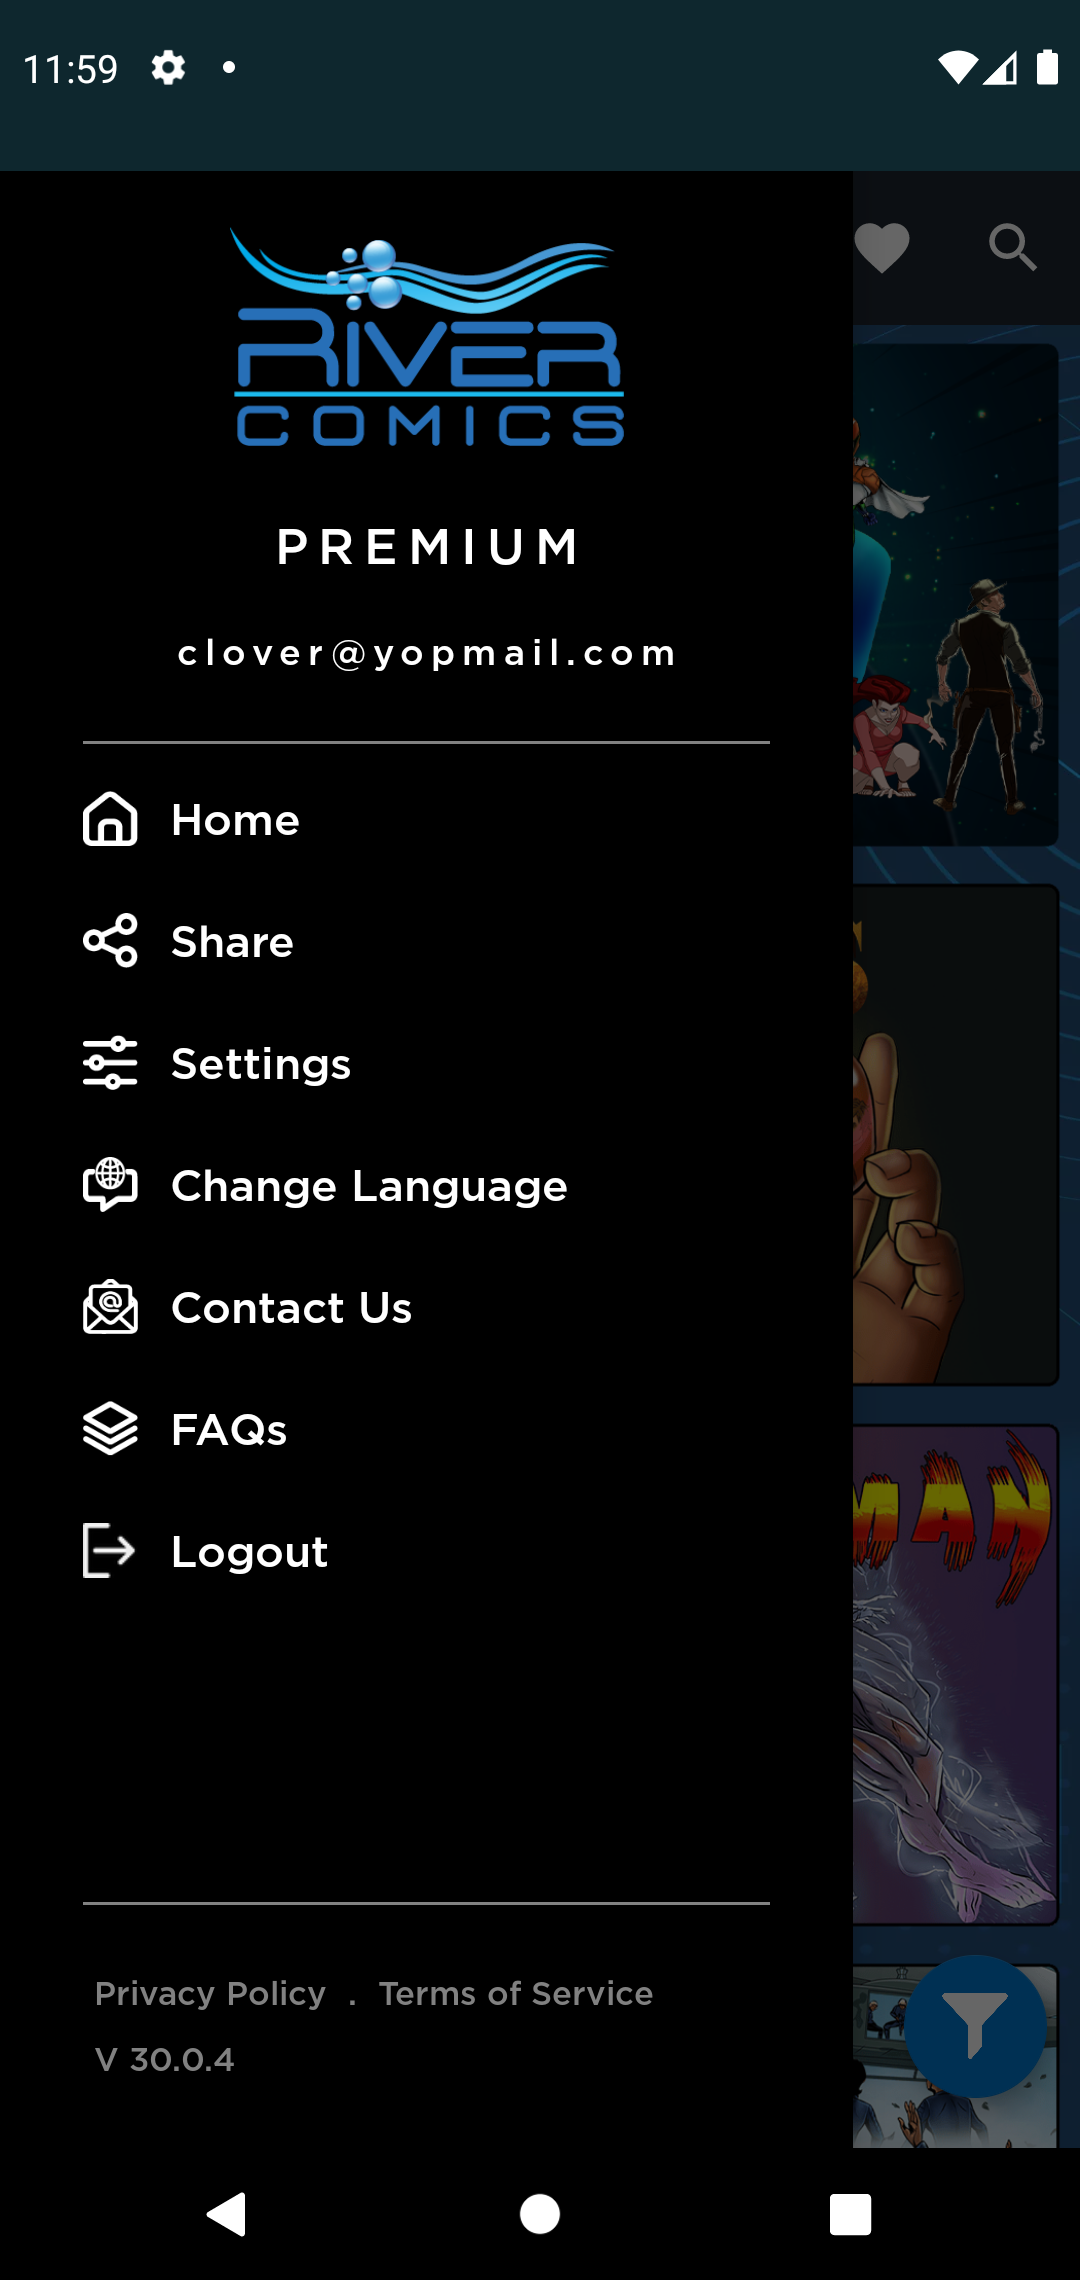 11:59
RIVER
COMICS
PREMIUM
clover@yopmail.com
Home
Share
Settings
Change Language
Contact Us
FAQs
Logout
MAN
Privacy Policy . Terms of Service
V 30.0.4